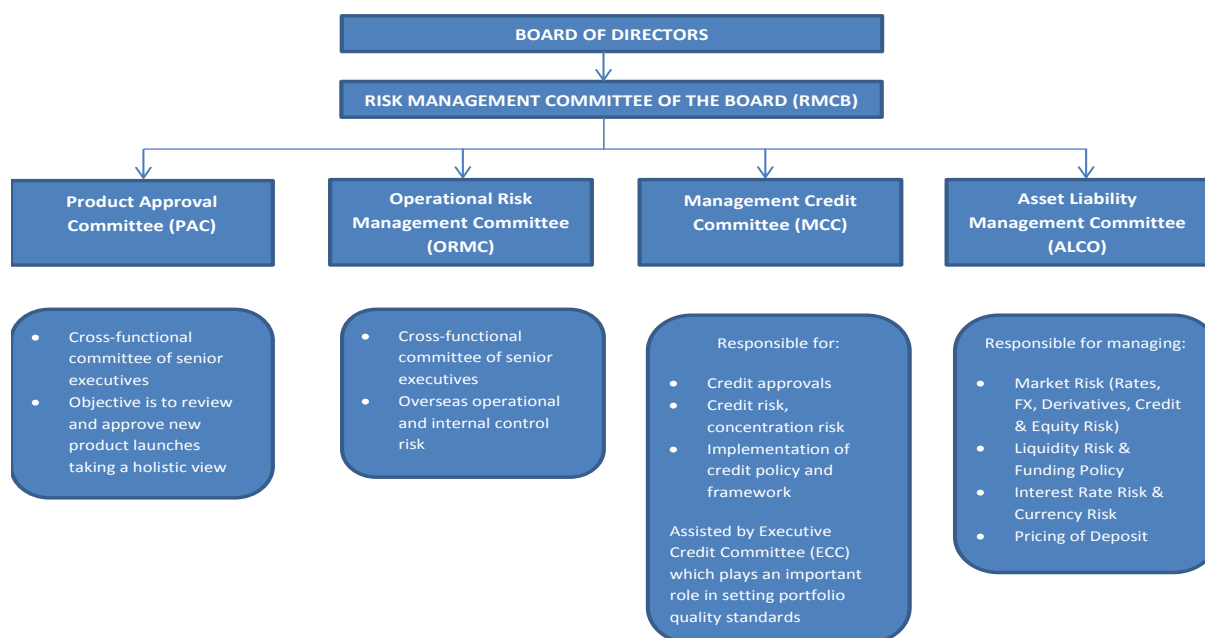 BOARD OF DIRECTORS
RISK MANAGEMENT COMMITTEE OF THE BOARD (RMCB)
Product Approval
Committee (PAC)
Operational Risk
Management Committee
(ORMC)
Management Credit
Committee (MCC)
Asset Liability
Management Committee
(ALCO)
• Cross-functional
committee of senior
executives
• Objective is to review
and approve new
product launches
taking a holistic view
• Cross-functional
committee of senior
executives
• Overseas operational
and internal control
risk
Responsible for:
• Credit approvals
• Credit risk,
concentration risk
• Implementation of
credit policy and
framework
Assisted by Executive
Credit Committee (ECC)
which plays an important
role in setting portfolio
quality standards
Responsible for managing:
• Market Risk (Rates,
FX, Derivatives, Credit
& Equity Risk)
• Liquidity Risk &
Funding Policy
• Interest Rate Risk &
Currency Risk
• Pricing of Deposit